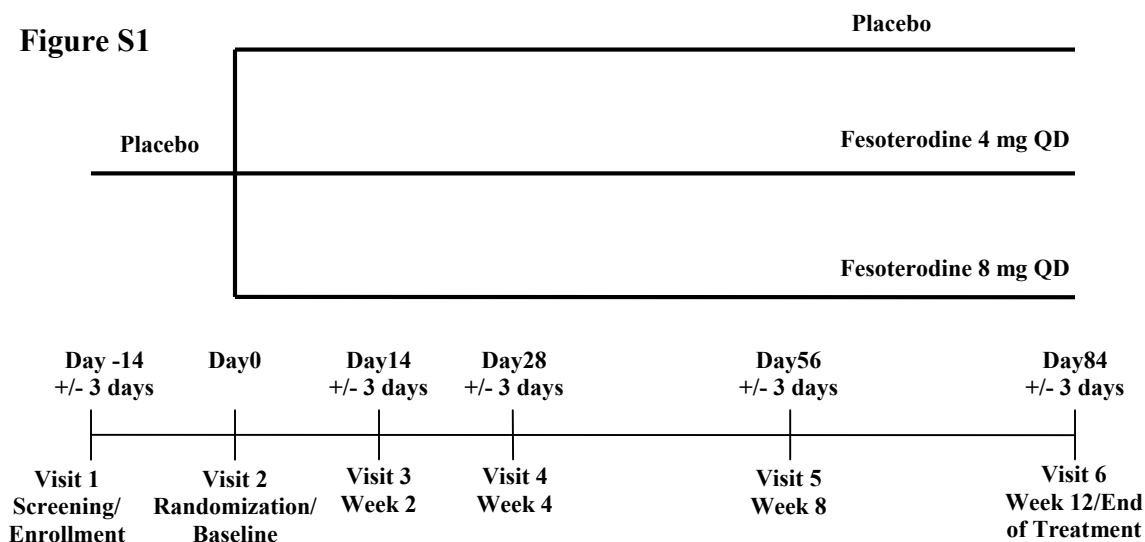 Figure S1
Placebo
Placebo
Fesoterodine 4 mg QD
Fesoterodine 8 mg QD
Day -14
+/- 3 days
Day0
Day14
+/- 3 days
Day28
+/- 3 days
Day56
+/- 3 days
Day84
+/- 3 days
Visit 1
Screening/
Enrollment
Visit 2
Randomization/
Baseline
Visit 3
Week 2
Visit 4
Week 4
Visit 5
Week 8
Visit 6
Week 12/End
of Treatment